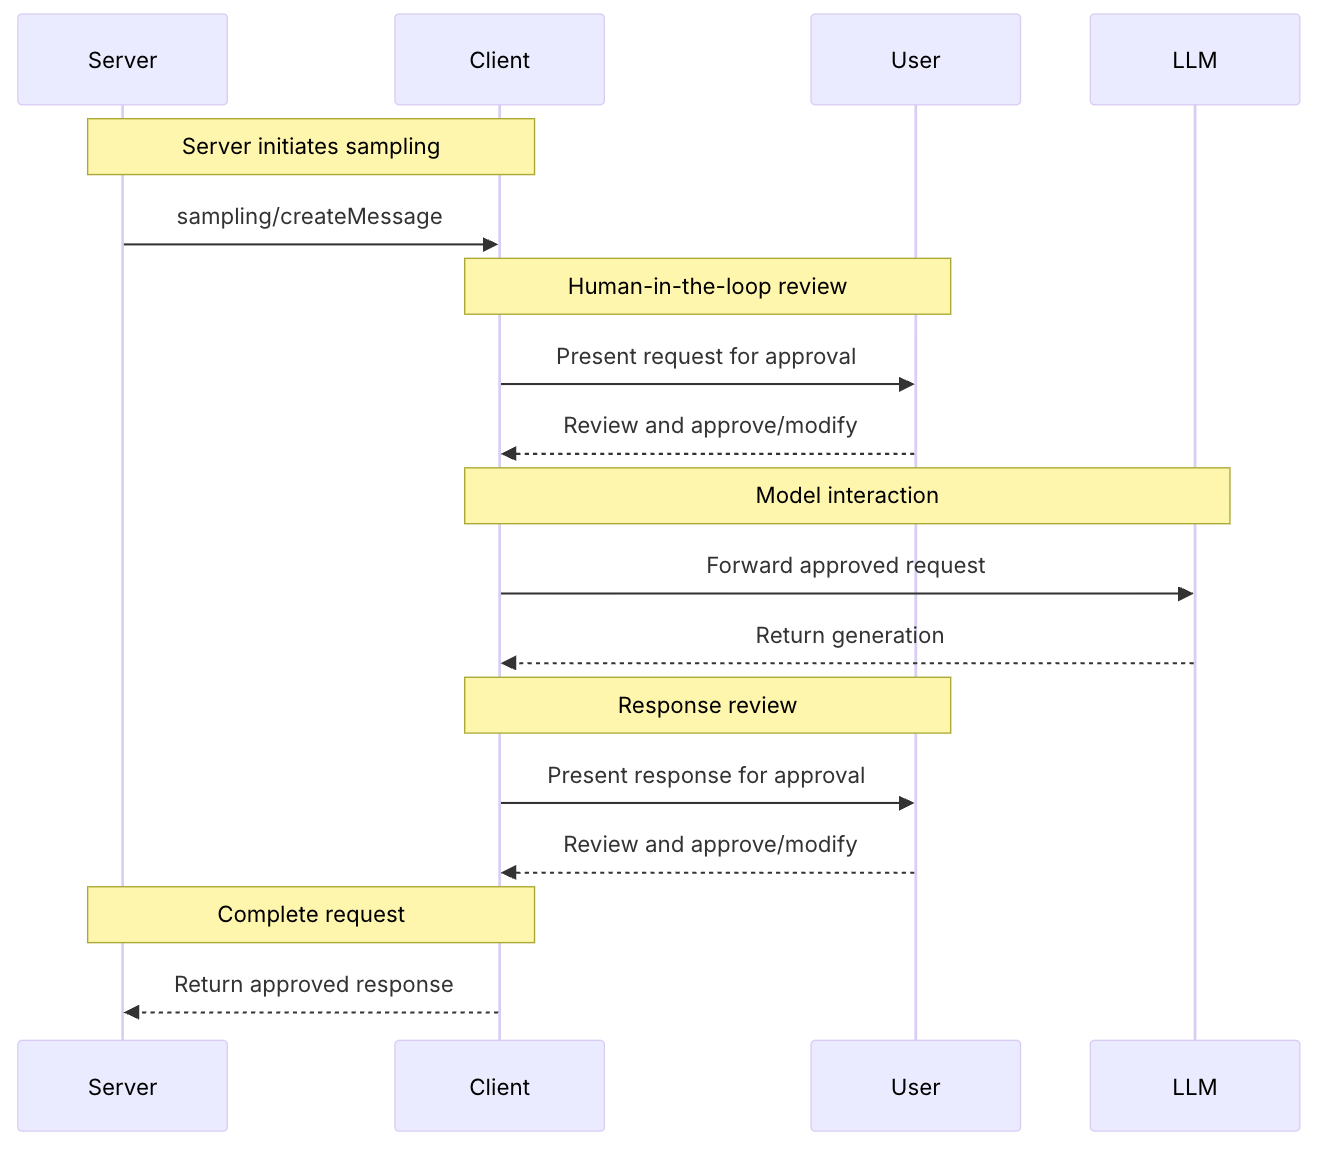 Server
Client
User
LLM
Server initiates sampling
sampling/createMessage
Human-in-the-loop review
Present request for approval
Review and approve/modify
Model interaction
Forward approved request
Return generation
Response review
Present response for approval
Review and approve/modify
Complete request
Return approved response
Server
Client
User
LLM